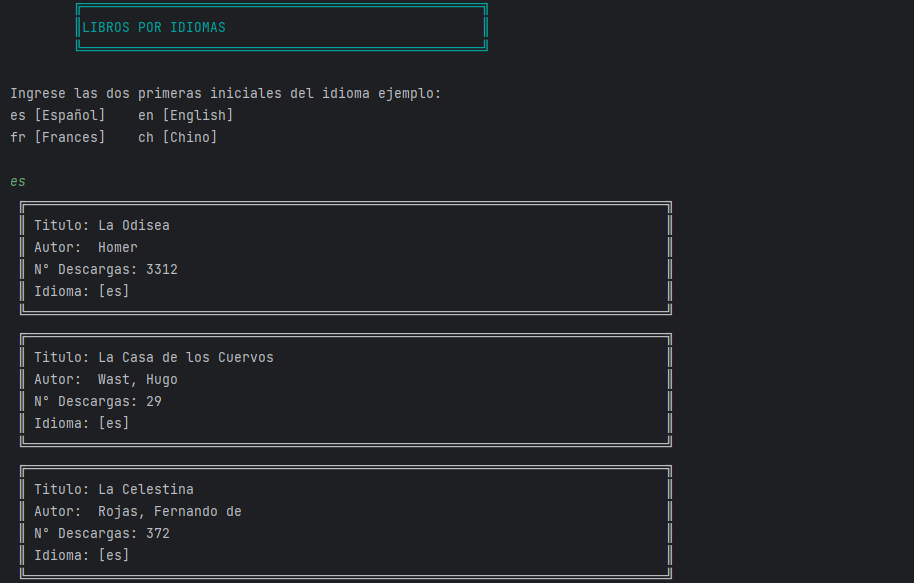 LIBROS POR IDIOMAS
Ingrese las dos primeras iniciales del idioma ejemplo:
es [Español]    en [English]
fr [Frances]    ch [Chino]
es
Titulo: La Odisea
Autor:  Homer
N° Descargas: 3312
Idioma: [es]
Titulo: La Casa de los Cuervos
Autor:  Wast, Hugo
N° Descargas: 29
Idioma: [es]
Titulo: La Celestina
Autor:  Rojas, Fernando de
N° Descargas: 372
Idioma: [es]